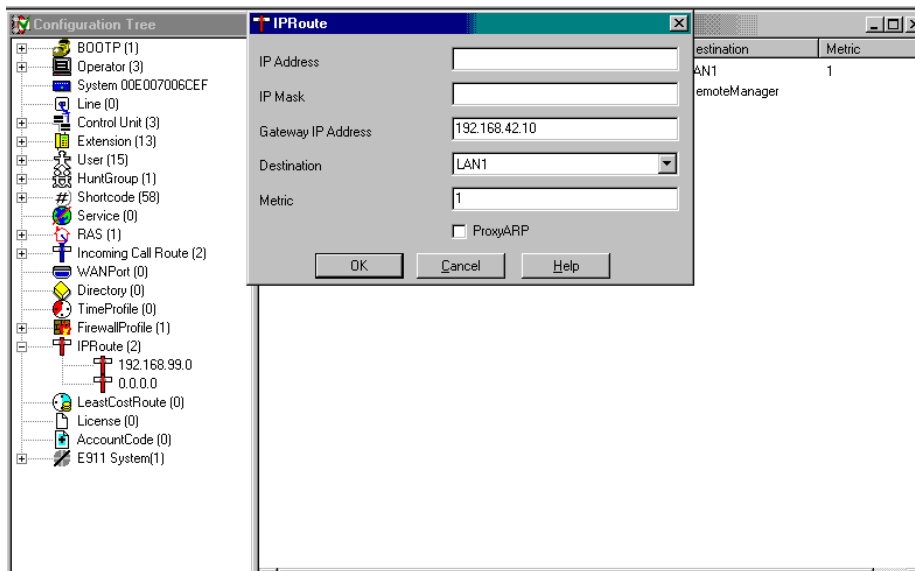 Configuration Tree
BOOTP (1)
Operator (3)
System 00E007006CEF
Line (0)
Control Unit (3)
Extension (13)
User (15)
HuntGroup (1)
Shortcode (58)
Service (0)
RAS (1)
Incoming Call Route (2)
WANPort (0)
Directory (0)
TimeProfile (0)
FirewallProfile (1)
IPRoute (2)
192.168.99.0
0.0.0.0
LeastCostRoute (0)
License (0)
AccountCode (0)
E911 System(1)
IPRoute
IP Address
IP Mask
Gateway IP Address 192.168.42.10
Destination LAN1
Metric 1
ProxyARP
OK Cancel Help
estination Metric
AN1 1
emoteManager